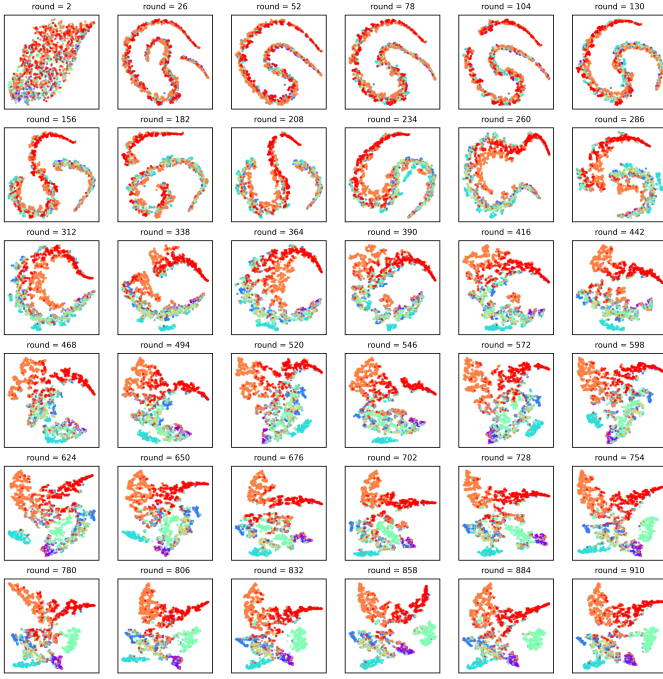 round = 2 round = 26 round = 52 round = 78 round = 104 round = 130
round = 156 round = 182 round = 208 round = 234 round = 260 round = 286
round = 312 round = 338 round = 364 round = 390 round = 416 round = 442
round = 468 round = 494 round = 520 round = 546 round = 572 round = 598
round = 624 round = 650 round = 676 round = 702 round = 728 round = 754
round = 780 round = 806 round = 832 round = 858 round = 884 round = 910